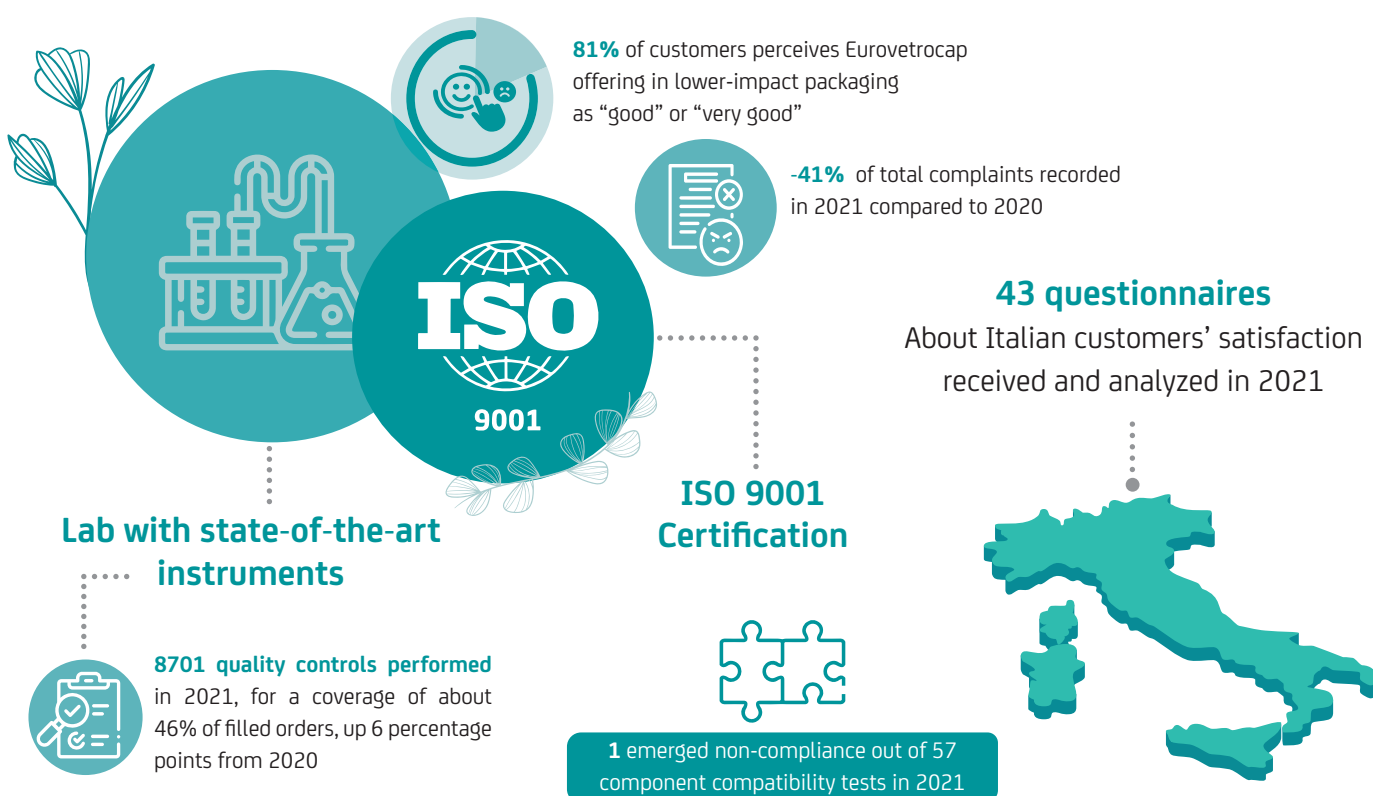 81% of customers perceives Eurovetrocap
offering in lower-impact packaging
as “good” or “very good”
-41% of total complaints recorded
in 2021 compared to 2020
ISO
9001
43 questionnaires
About Italian customers’ satisfaction
received and analyzed in 2021
ISO 9001
Certification
Lab with state-of-the-art
instruments
8701 quality controls performed
in 2021, for a coverage of about
46% of filled orders, up 6 percentage
points from 2020
1 emerged non-compliance out of 57
component compatibility tests in 2021